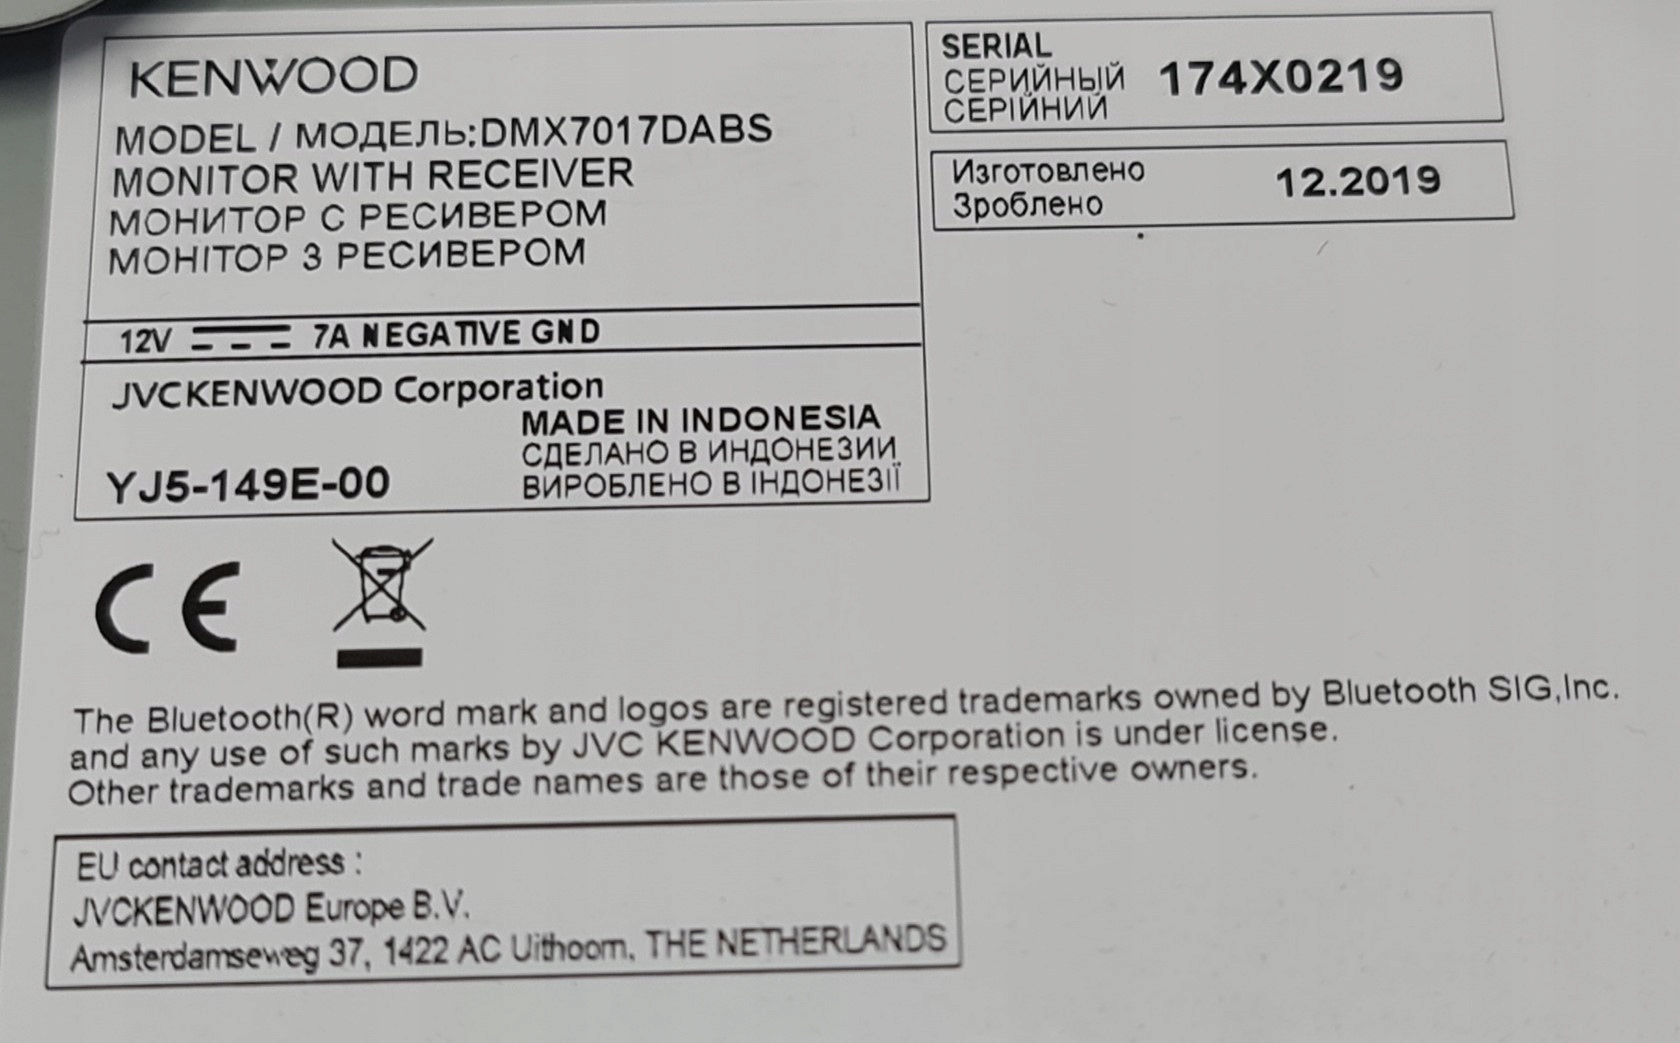 KENWOOD
MODEL / МОДЕЛЬ:DMX7017DABS
MONITOR WITH RECEIVER
МОНИТОР С РЕСИВЕРОМ
МОНІТОР З РЕСИВЕРОМ
12V 7A NEGATIVE GND
JVCKENWOOD Corporation
MADE IN INDONESIA
СДЕЛАНО В ИНДОНЕЗИИ
YJ5-149E-00
ВИРОБЛЕНО В ІНДОНЕЗІЇ
SERIAL
СЕРИЙНЫЙ 174X0219
СЕРІЙНИЙ
Изготовлено
12.2019
Зроблено
CE
The Bluetooth(R) word mark and logos are registered trademarks owned by Bluetooth SIG,Inc.
and any use of such marks by JVC KENWOOD Corporation is under license.
Other trademarks and trade names are those of their respective owners.
EU contact address :
JVCKENWOOD Europe B.V.
Amsterdamseweg 37, 1422 AC Uithoorn, THE NETHERLANDS